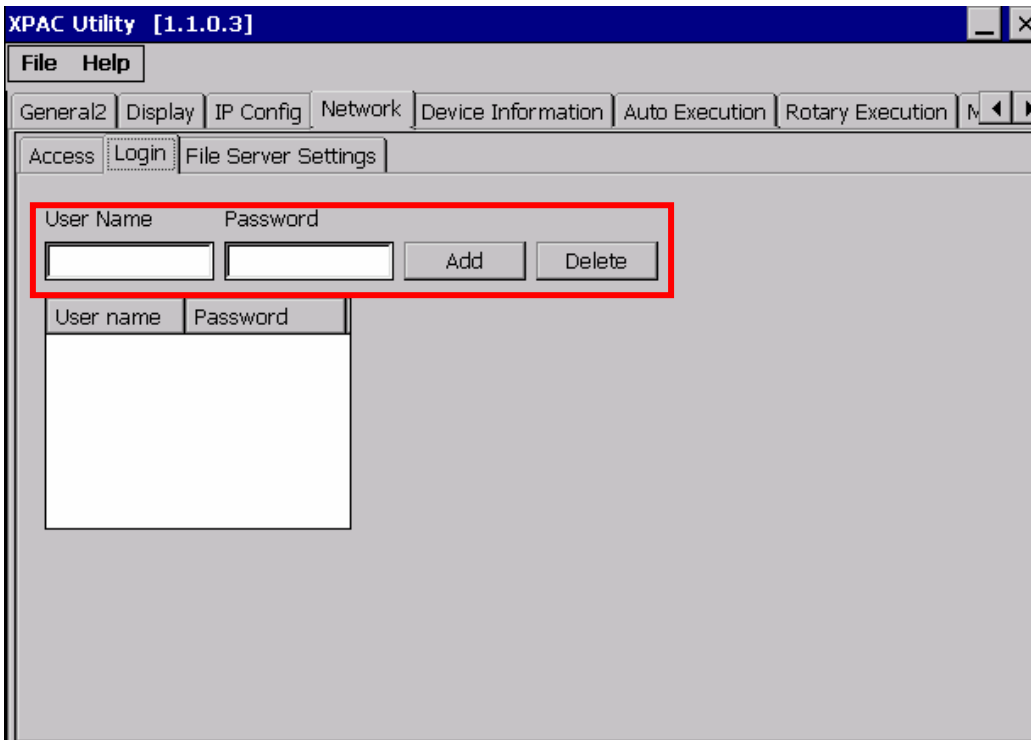 XPAC Utility [1.1.0.3]
File Help
General2 Display IP Config Network Device Information Auto Execution Rotary Execution
Access Login File Server Settings
User Name Password
Add Delete
User name Password